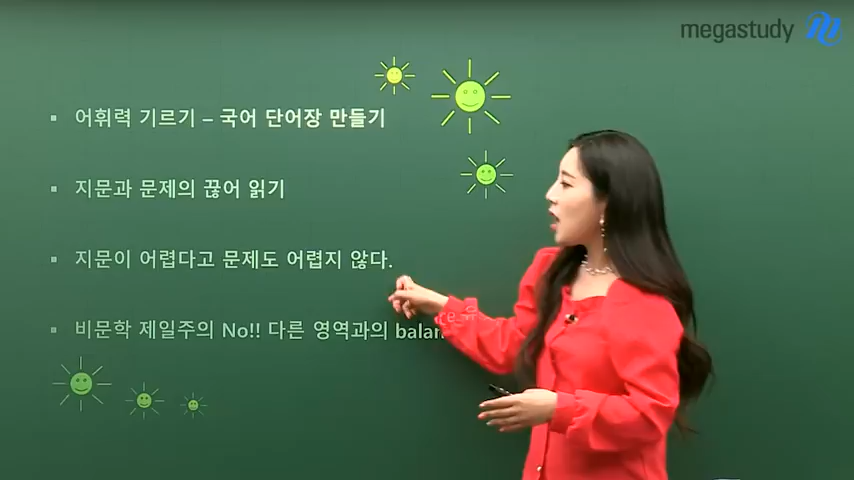 megastudy
어휘력 기르기 – 국어 단어장 만들기
지문과 문제의 끊어 읽기
지문이 어렵다고 문제도 어렵지 않다.
비문학 제일주의 No!! 다른 영역과의 balance 유